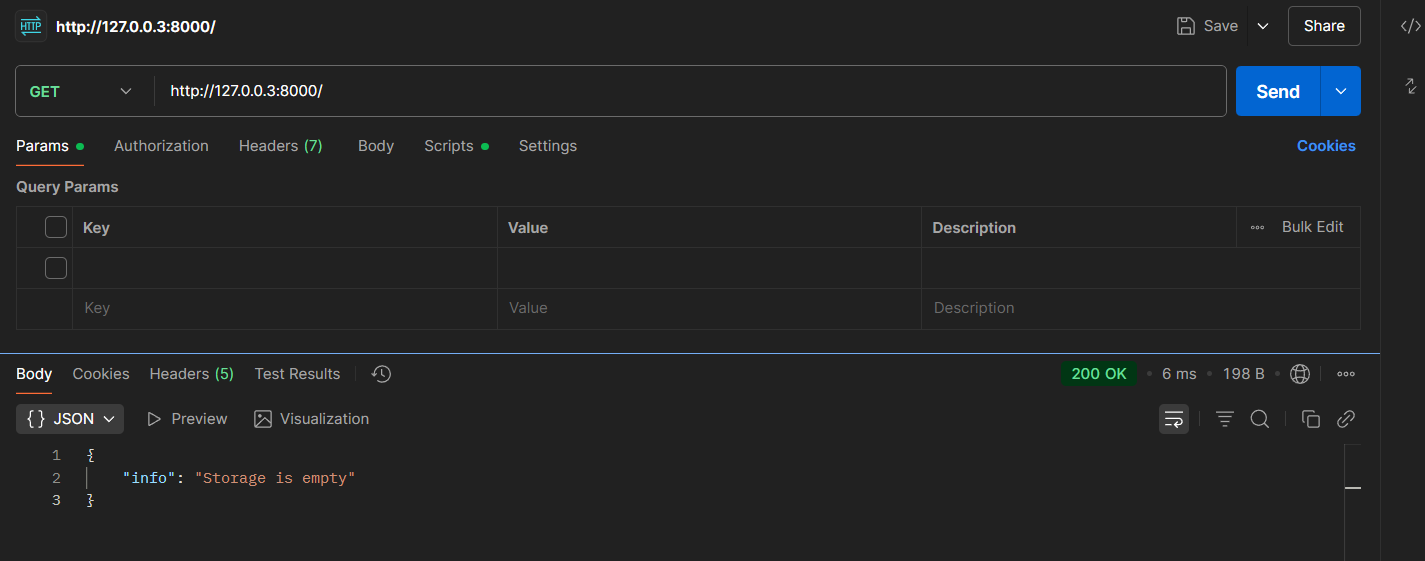 HTTP http://127.0.0.3:8000/ Save Share
GET http://127.0.0.3:8000/ Send
Params Authorization Headers (7) Body Scripts Settings Cookies
Query Params
Key Value Description Bulk Edit
Key Value Description
Body Cookies Headers (5) Test Results 200 OK • 6 ms • 198 B •
{} JSON Preview Visualization
1 {
2 "info": "Storage is empty"
3 }